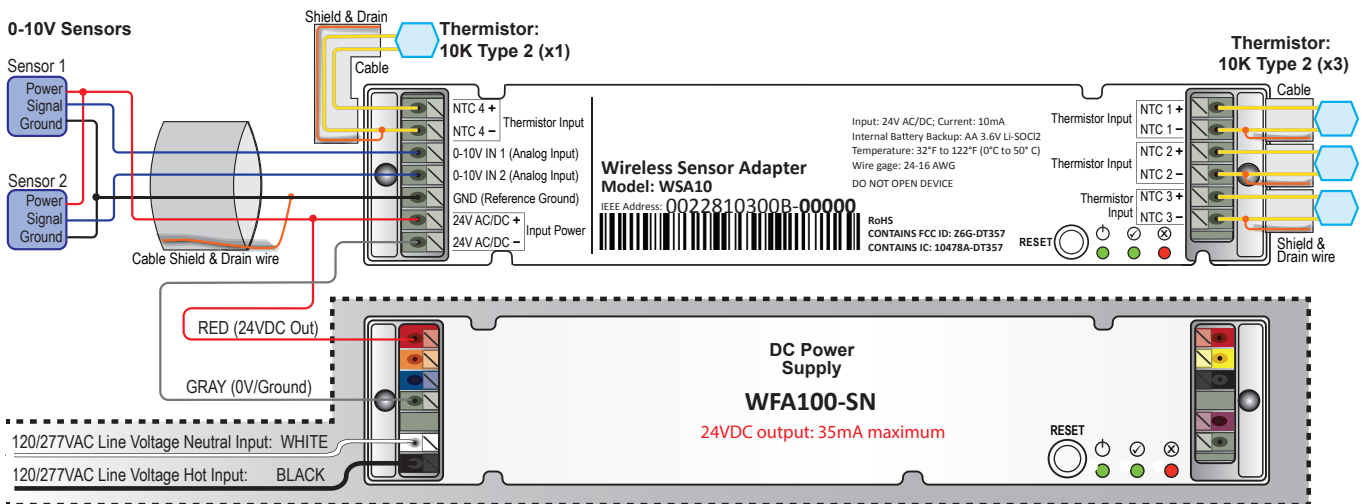 0-10V Sensors
Sensor 1
Power
Signal
Ground
Sensor 2
Power
Signal
Ground
Cable Shield & Drain wire
Shield & Drain
Cable
Thermistor:
10K Type 2 (x1)
NTC 4 +
NTC 4 –
Thermistor Input
0-10V IN 1 (Analog Input)
0-10V IN 2 (Analog Input)
GND (Reference Ground)
24V AC/DC +
24V AC/DC –
Input Power
Wireless Sensor Adapter
Model: WSA10
IEEE Address: 0022810300B-00000
Input: 24V AC/DC; Current: 10mA
Internal Battery Backup: AA 3.6V Li-SOCl2
Temperature: 32°F to 122°F (0°C to 50° C)
Wire gage: 24-16 AWG
DO NOT OPEN DEVICE
RoHS
CONTAINS FCC ID: Z6G-DT357
CONTAINS IC: 10478A-DT357
RESET
Thermistor:
10K Type 2 (x3)
Cable
Thermistor Input
NTC 1 +
NTC 1 –
Thermistor Input
NTC 2 +
NTC 2 –
Thermistor
Input
NTC 3 +
NTC 3 –
Shield &
Drain wire
RED (24VDC Out)
GRAY (0V/Ground)
120/277VAC Line Voltage Neutral Input: WHITE
120/277VAC Line Voltage Hot Input: BLACK
DC Power
Supply
WFA100-SN
24VDC output: 35mA maximum
RESET